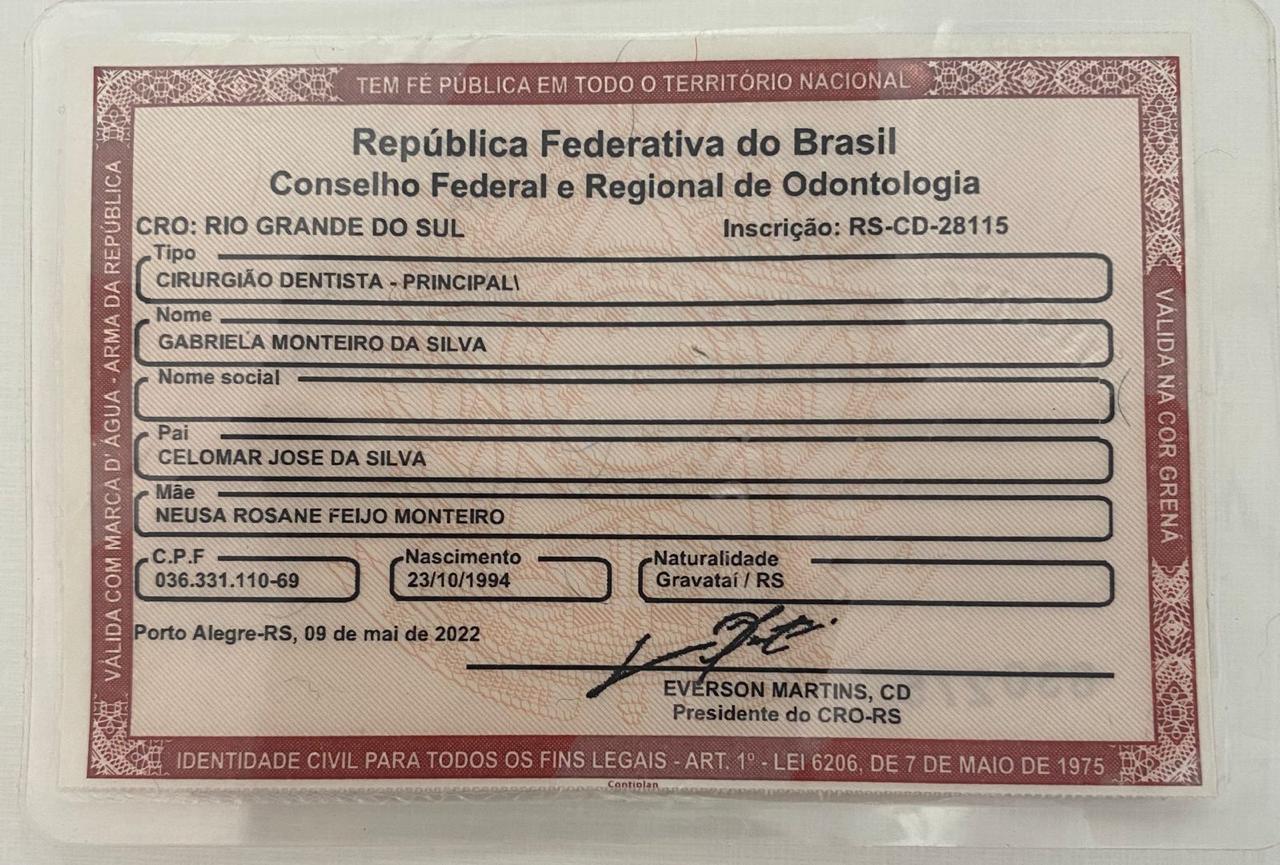 TEM FÉ PÚBLICA EM TODO O TERRITÓRIO NACIONAL
República Federativa do Brasil
Conselho Federal e Regional de Odontologia
CRO: RIO GRANDE DO SUL Inscrição: RS-CD-28115
Tipo
CIRURGIÃO DENTISTA - PRINCIPAL\
Nome
GABRIELA MONTEIRO DA SILVA
Nome social
Pai
CELOMAR JOSE DA SILVA
Mãe
NEUSA ROSANE FEIJO MONTEIRO
C.P.F Nascimento Naturalidade
036.331.110-69 23/10/1994 Gravataí / RS
Porto Alegre-RS, 09 de mai de 2022
EVERSON MARTINS, CD
Presidente do CRO-RS
IDENTIDADE CIVIL PARA TODOS OS FINS LEGAIS - ART. 1º - LEI 6206, DE 7 DE MAIO DE 1975
VÁLIDA COM MARCA D' ÁGUA - ARMA DA REPÚBLICA
VÁLIDA NA COR GRENÁ
Contiplan